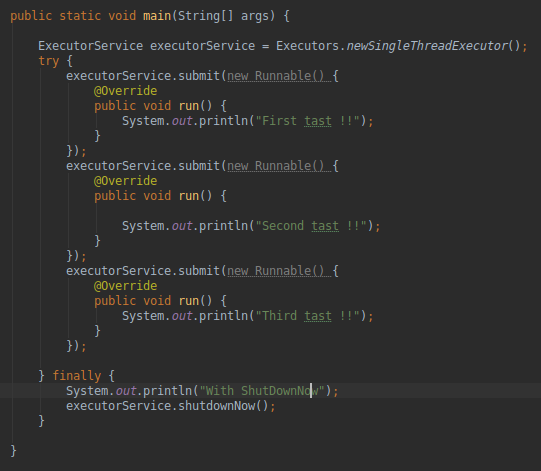 public static void main(String[] args) {
ExecutorService executorService = Executors.newSingleThreadExecutor();
try {
executorService.submit(new Runnable() {
@Override
public void run() {
System.out.println("First tast !!");
}
});
executorService.submit(new Runnable() {
@Override
public void run() {
System.out.println("Second tast !!");
}
});
executorService.submit(new Runnable() {
@Override
public void run() {
System.out.println("Third tast !!");
}
});
} finally {
System.out.println("With ShutDownNow");
executorService.shutdownNow();
}
}